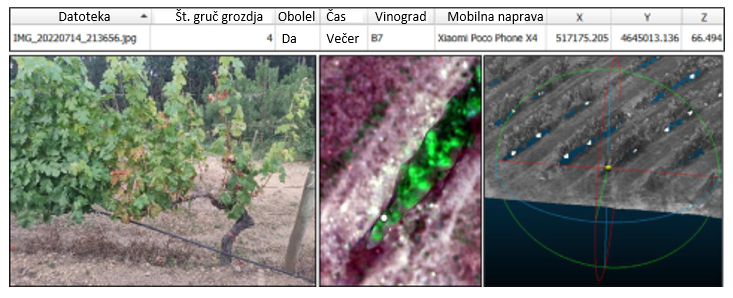 Datoteka Št. gruč grozdja Obolel Čas Vinograd Mobilna naprava X Y Z
IMG_20220714_213656.jpg 4 Da Večer B7 Xiaomi Poco Phone X4 517175.205 4645013.136 66.494